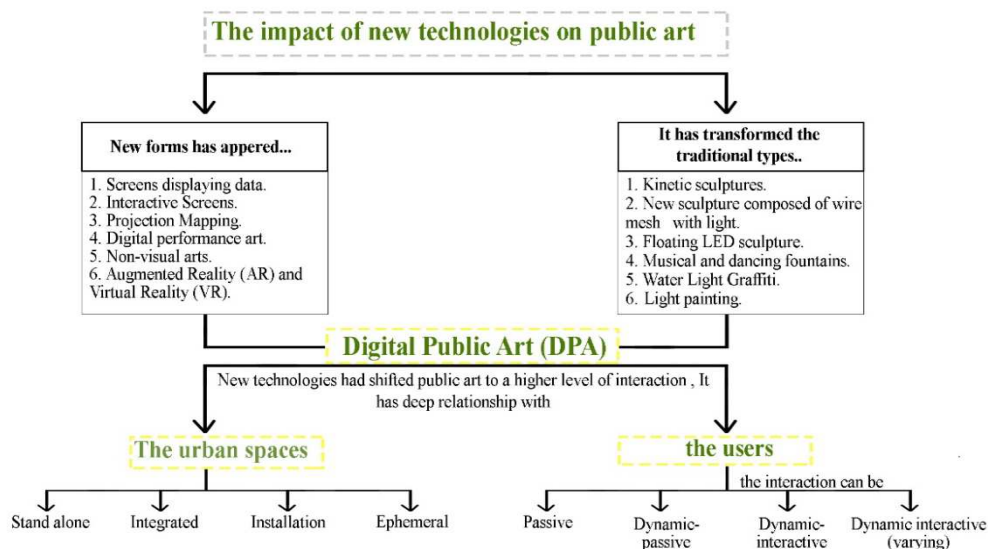 The impact of new technologies on public art
New forms has appered...
1. Screens displaying data.
2. Interactive Screens.
3. Projection Mapping.
4. Digital performance art.
5. Non-visual arts.
6. Augmented Reality (AR) and
Virtual Reality (VR).
It has transformed the
traditional types..
1. Kinetic sculptures.
2. New sculpture composed of wire
mesh with light.
3. Floating LED sculpture.
4. Musical and dancing fountains.
5. Water Light Graffiti.
6. Light painting.
Digital Public Art (DPA)
New technologies had shifted public art to a higher level of interaction , It
has deep relationship with
The urban spaces
Stand alone
Integrated
Installation
Ephemeral
the users
the interaction can be
Passive
Dynamic-
passive
Dynamic-
interactive
Dynamic interactive
(varying)